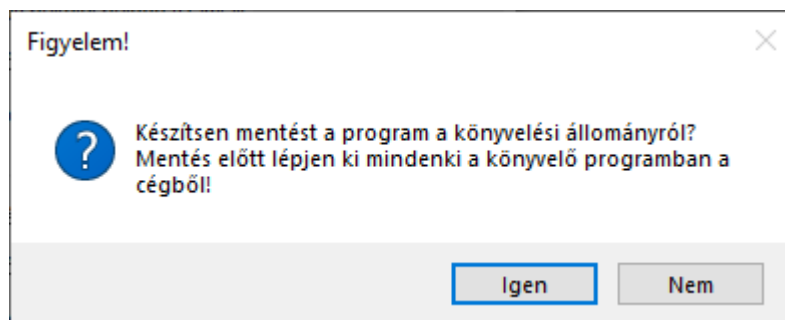 Figyelem!
Készítsen mentést a program a könyvelési állományról?
Mentés előtt lépjen ki mindenki a könyvelő programban a
cégből!
Igen
Nem